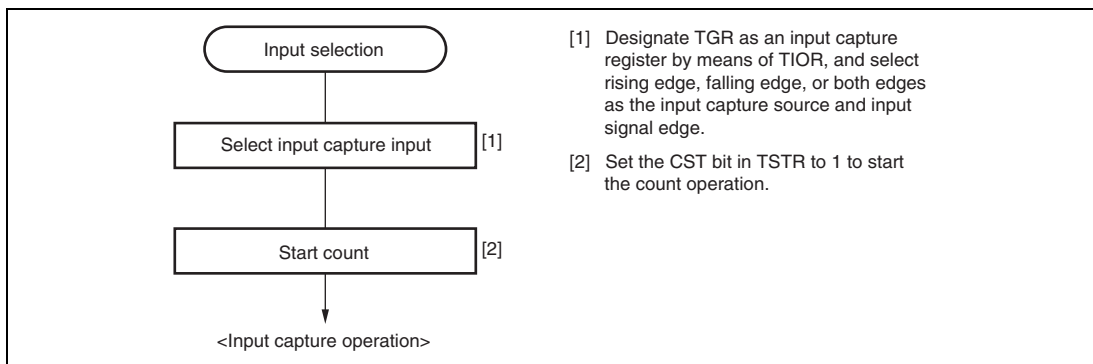 Input selection
Select input capture input
[1]
Start count
[2]
<Input capture operation>
[1] Designate TGR as an input capture
register by means of TIOR, and select
rising edge, falling edge, or both edges
as the input capture source and input
signal edge.
[2] Set the CST bit in TSTR to 1 to start
the count operation.